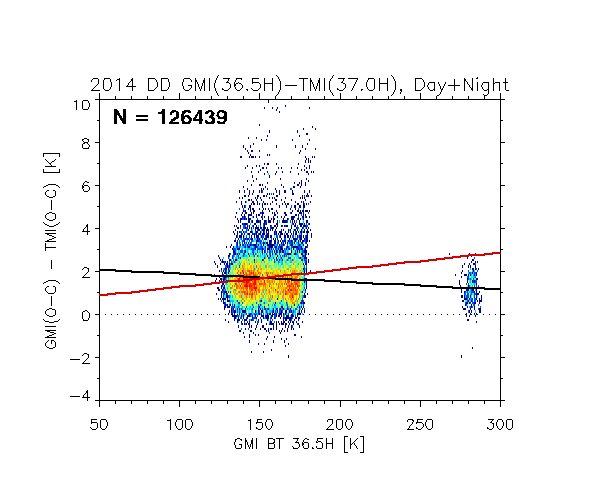 2014 DD GMI(36.5H)−TMI(37.0H), Day+Night
N = 126439
GMI(O−C) − TMI(O−C) [K]
10
8
6
4
2
0
−2
−4
50 100 150 200 250 300
GMI BT 36.5H [K]